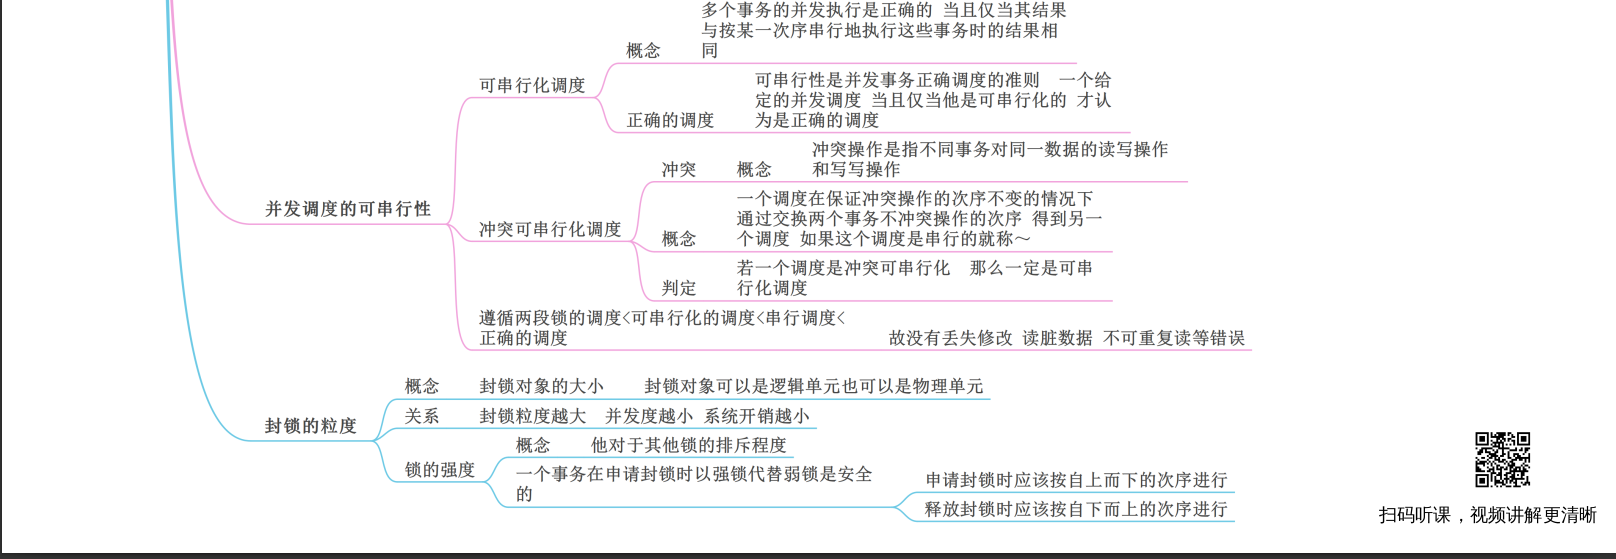 多个事务的并发执行是正确的 当且仅当其结果
与按某一次序串行地执行这些事务时的结果相
同
概念
可串行化调度
可串行性是并发事务正确调度的准则 一个给
定的并发调度 当且仅当他是可串行化的 才认
为是正确的调度
正确的调度
冲突操作是指不同事务对同一数据的读写操作
和写写操作
冲突 概念
并发调度的可串行性
冲突可串行化调度
一个调度在保证冲突操作的次序不变的情况下
通过交换两个事务不冲突操作的次序 得到另一
个调度 如果这个调度是串行的就称～
概念
若一个调度是冲突可串行化 那么一定是可串
行化调度
判定
遵循两段锁的调度<可串行化的调度<串行调度<
正确的调度
故没有丢失修改 读脏数据 不可重复读等错误
概念 封锁对象的大小 封锁对象可以是逻辑单元也可以是物理单元
关系 封锁粒度越大 并发度越小 系统开销越小
封锁的粒度
概念 他对于其他锁的排斥程度
锁的强度
一个事务在申请封锁时以强锁代替弱锁是安全
的
申请封锁时应该按自上而下的次序进行
释放封锁时应该按自下而上的次序进行
扫码听课，视频讲解更清晰